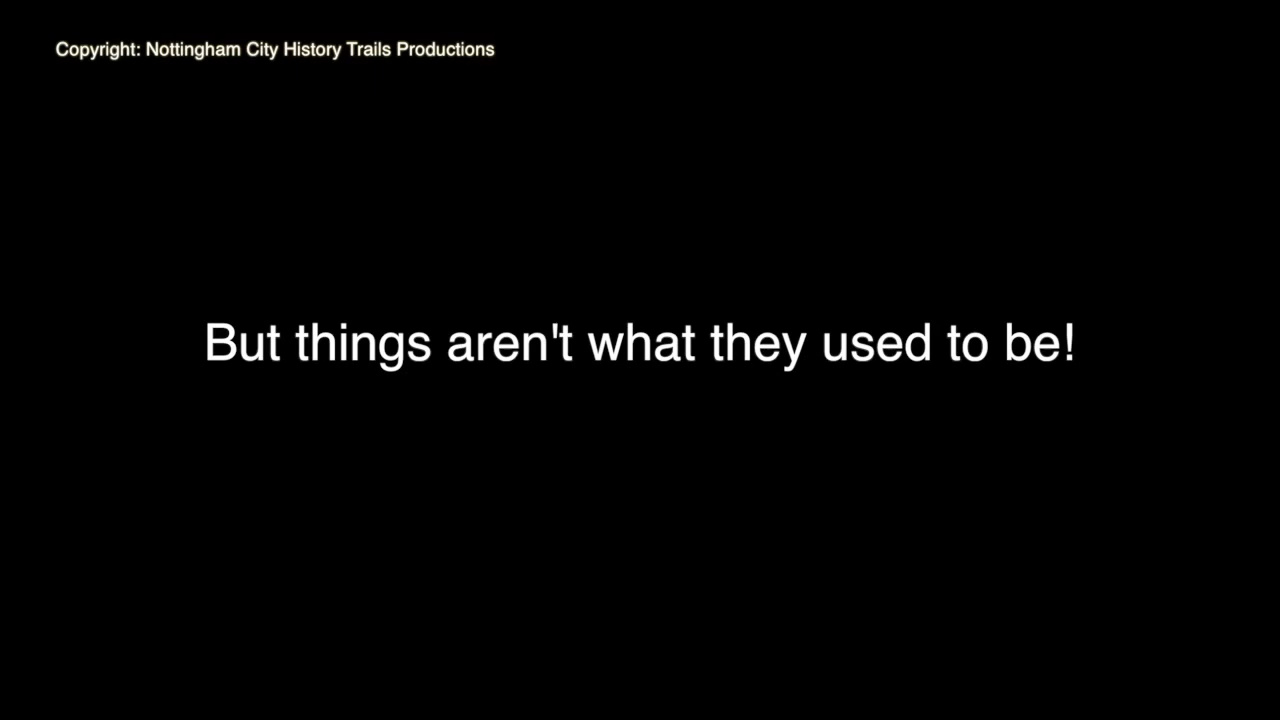 Copyright: Nottingham City History Trails Productions
But things aren't what they used to be!